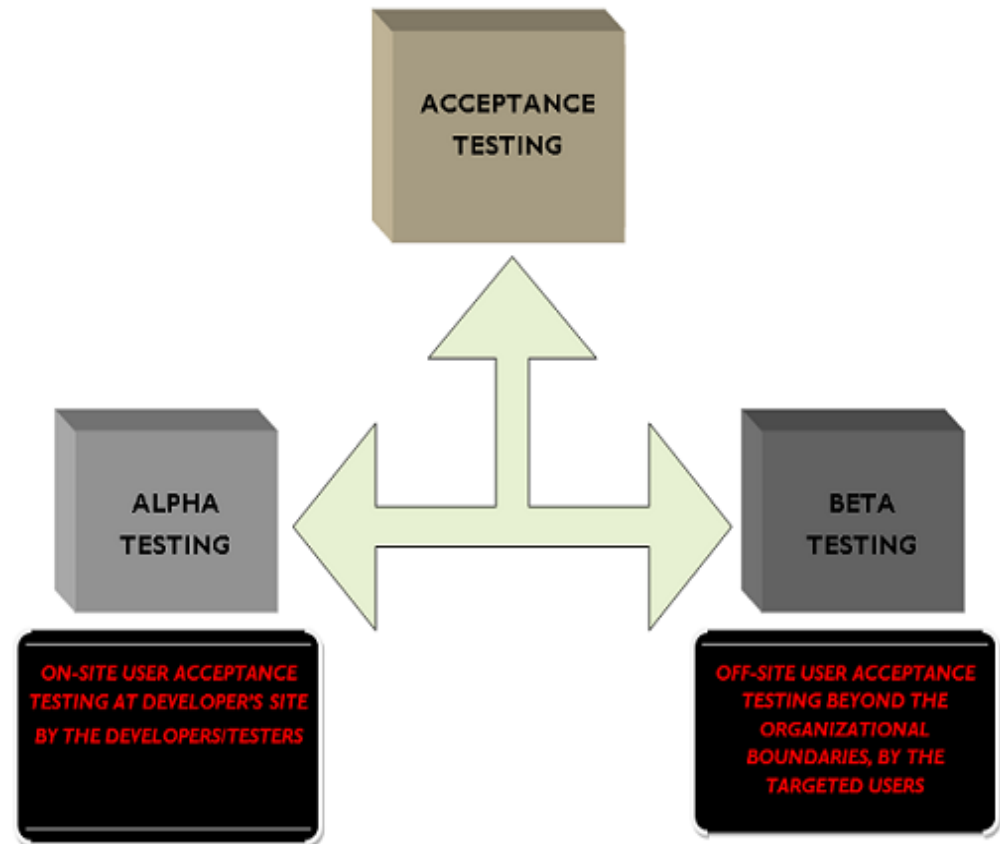 ACCEPTANCE
TESTING
ALPHA
TESTING
BETA
TESTING
ON-SITE USER ACCEPTANCE
TESTING AT DEVELOPER'S SITE
BY THE DEVELOPERS/TESTERS
OFF-SITE USER ACCEPTANCE
TESTING BEYOND THE
ORGANIZATIONAL
BOUNDARIES, BY THE
TARGETED USERS